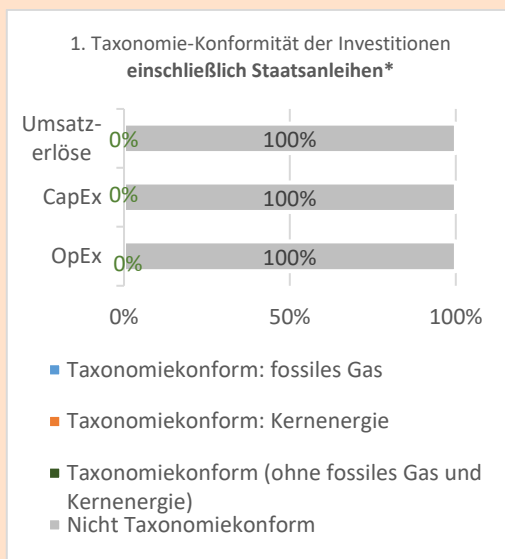 1. Taxonomie-Konformität der Investitionen
einschließlich Staatsanleihen*
Umsatz-
erlöse
0%
100%
CapEx
0%
100%
OpEx
0%
100%
0%
50%
100%
Taxonomiekonform: fossiles Gas
Taxonomiekonform: Kernenergie
Taxonomiekonform (ohne fossiles Gas und
Kernenergie)
Nicht Taxonomiekonform